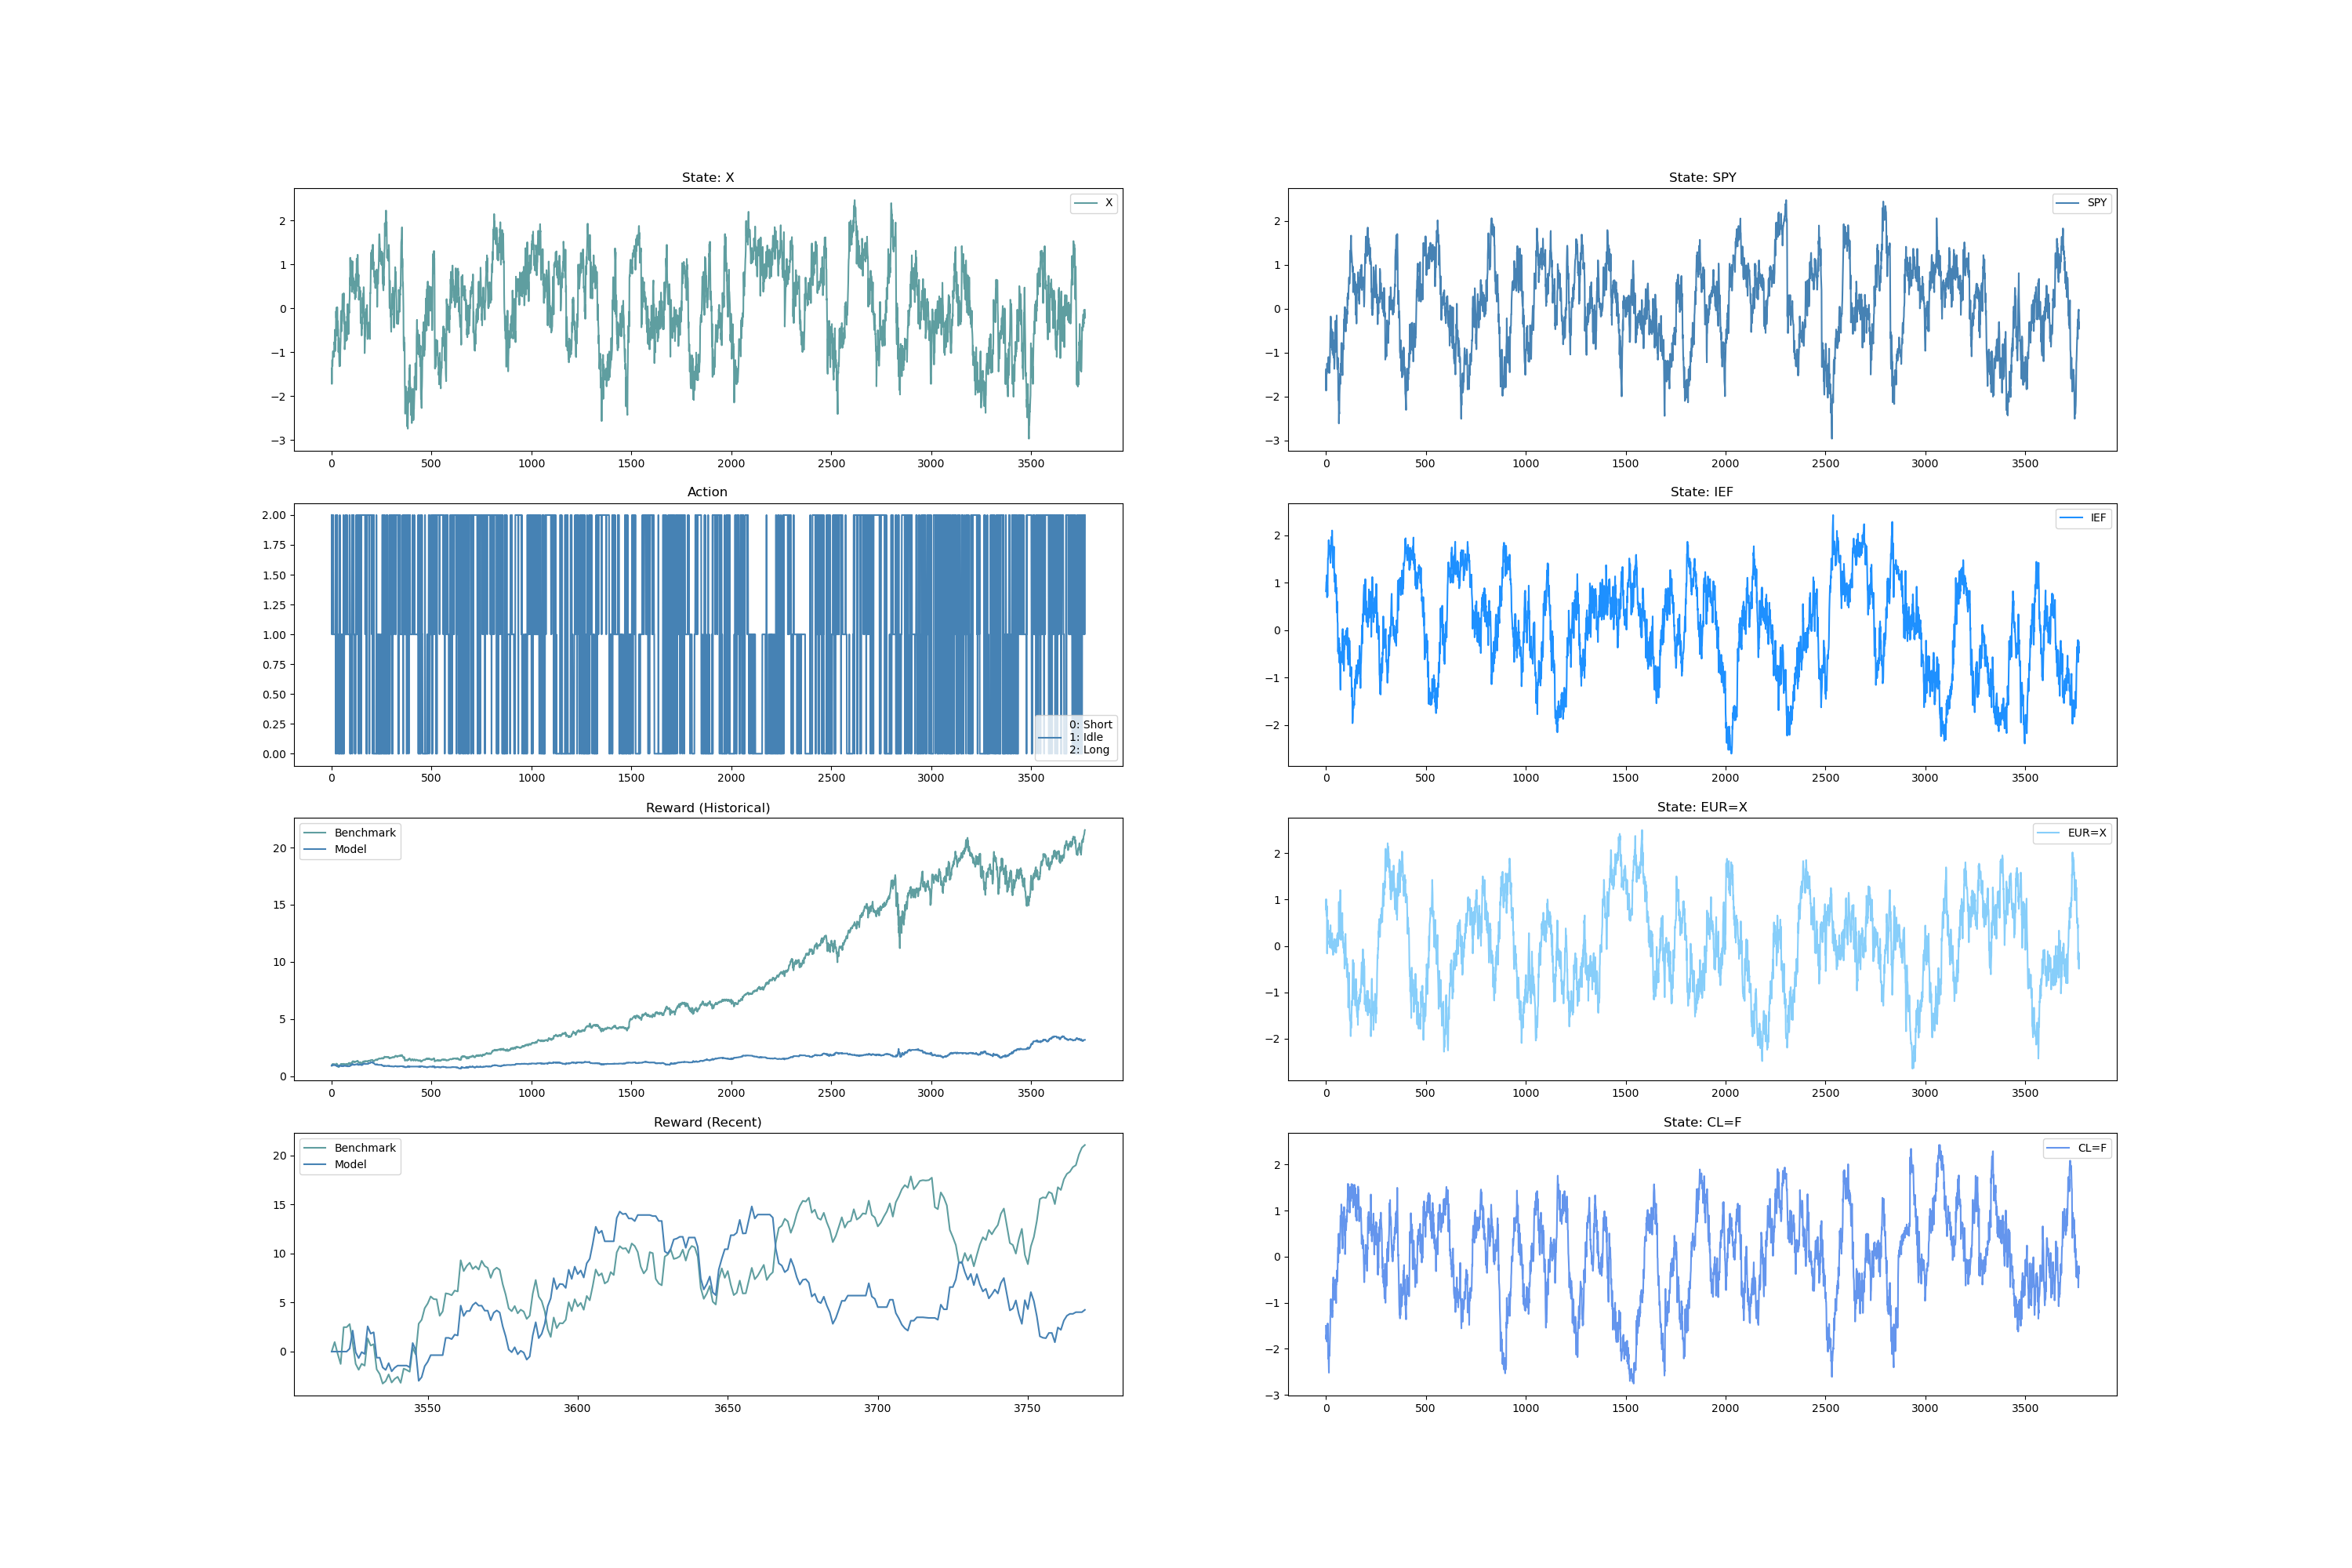 State: X
X
2
1
0
−1
−2
−3
0 500 1000 1500 2000 2500 3000 3500
State: SPY
SPY
2
1
0
−1
−2
−3
0 500 1000 1500 2000 2500 3000 3500
Action
2.00
1.75
1.50
1.25
1.00
0.75
0.50
0.25
0.00
0: Short
1: Idle
2: Long
0 500 1000 1500 2000 2500 3000 3500
State: IEF
IEF
2
1
0
−1
−2
0 500 1000 1500 2000 2500 3000 3500
Reward (Historical)
Benchmark
Model
20
15
10
5
0
0 500 1000 1500 2000 2500 3000 3500
State: EUR=X
EUR=X
2
1
0
−1
−2
0 500 1000 1500 2000 2500 3000 3500
Reward (Recent)
Benchmark
Model
20
15
10
5
0
3550 3600 3650 3700 3750
State: CL=F
CL=F
2
1
0
−1
−2
−3
0 500 1000 1500 2000 2500 3000 3500